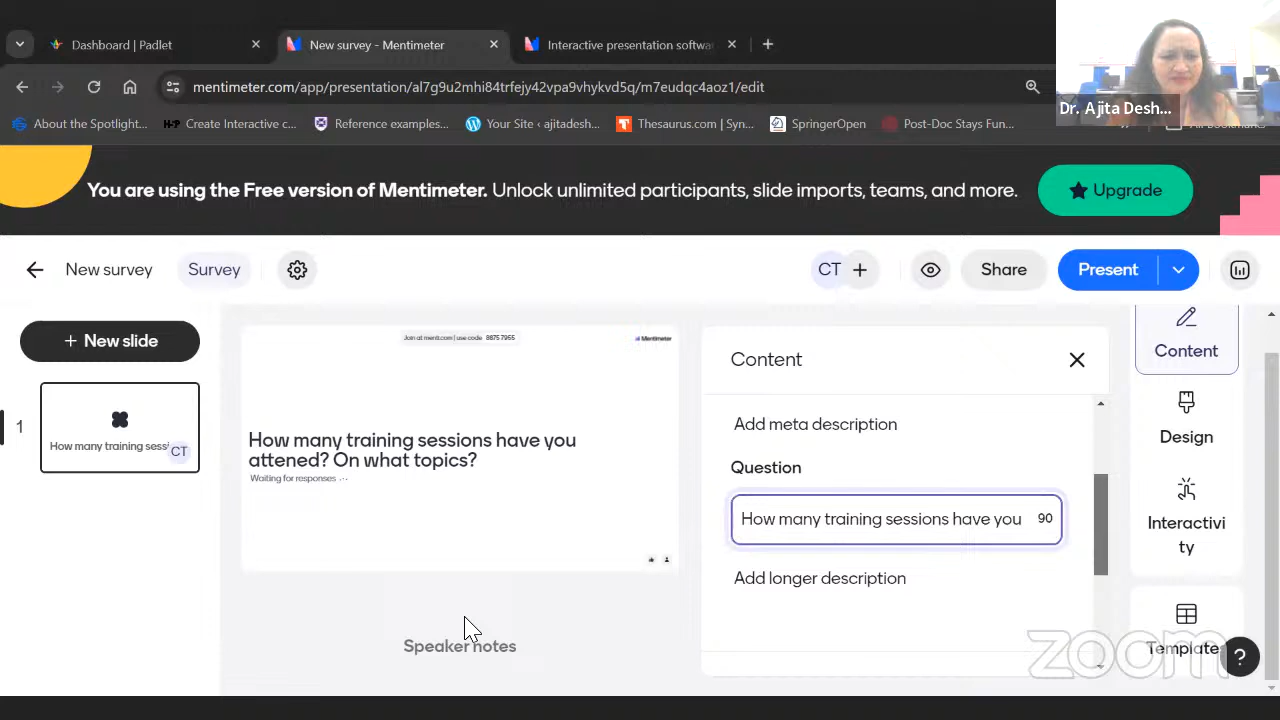 Dashboard | Padlet
New survey - Mentimeter
Interactive presentation softwa
mentimeter.com/app/presentation/al7g9u2mhi84trfejy42vpa9vhykvd5q/m7eudqc4aoz1/edit
Dr. Ajita Desh...
About the Spotlight...
Create Interactive c...
Reference examples...
Your Site ‹ ajitadesh...
Thesaurus.com | Syn...
SpringerOpen
Post-Doc Stays Fun...
You are using the Free version of Mentimeter. Unlock unlimited participants, slide imports, teams, and more.
Upgrade
New survey
Survey
CT
Share
Present
+ New slide
1
How many training sessi
CT
Join at menti.com | use code 8875 7955
Mentimeter
How many training sessions have you
attened? On what topics?
Waiting for responses
Speaker notes
Content
Add meta description
Question
How many training sessions have you
90
Add longer description
Content
Design
Interactivi
ty
Template
?
zoom